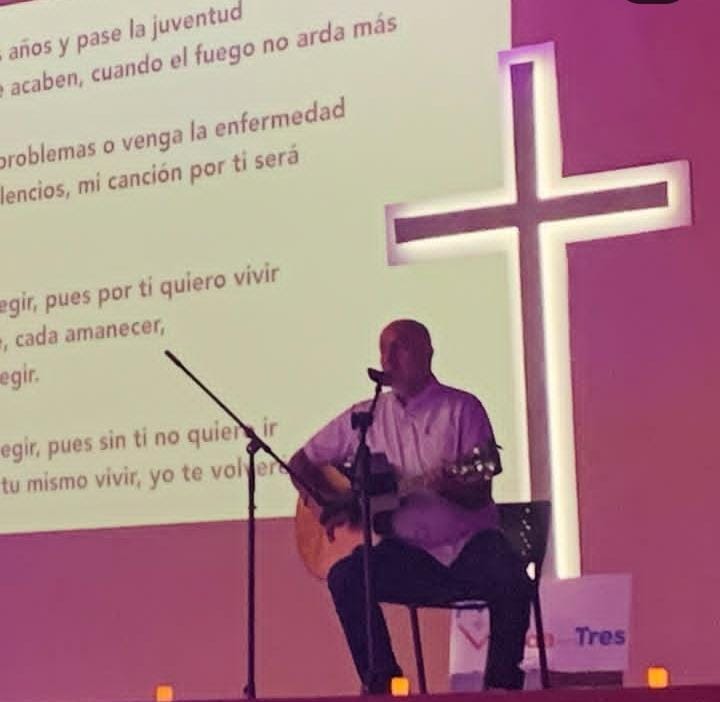 años y pase la juventud
acaben, cuando el fuego no arda más
problemas o venga la enfermedad
lencios, mi canción por ti será
egir, pues por ti quiero vivir
, cada amanecer,
egir.
egir, pues sin ti no quiero ir
tu mismo vivir, yo te volveré
Tres